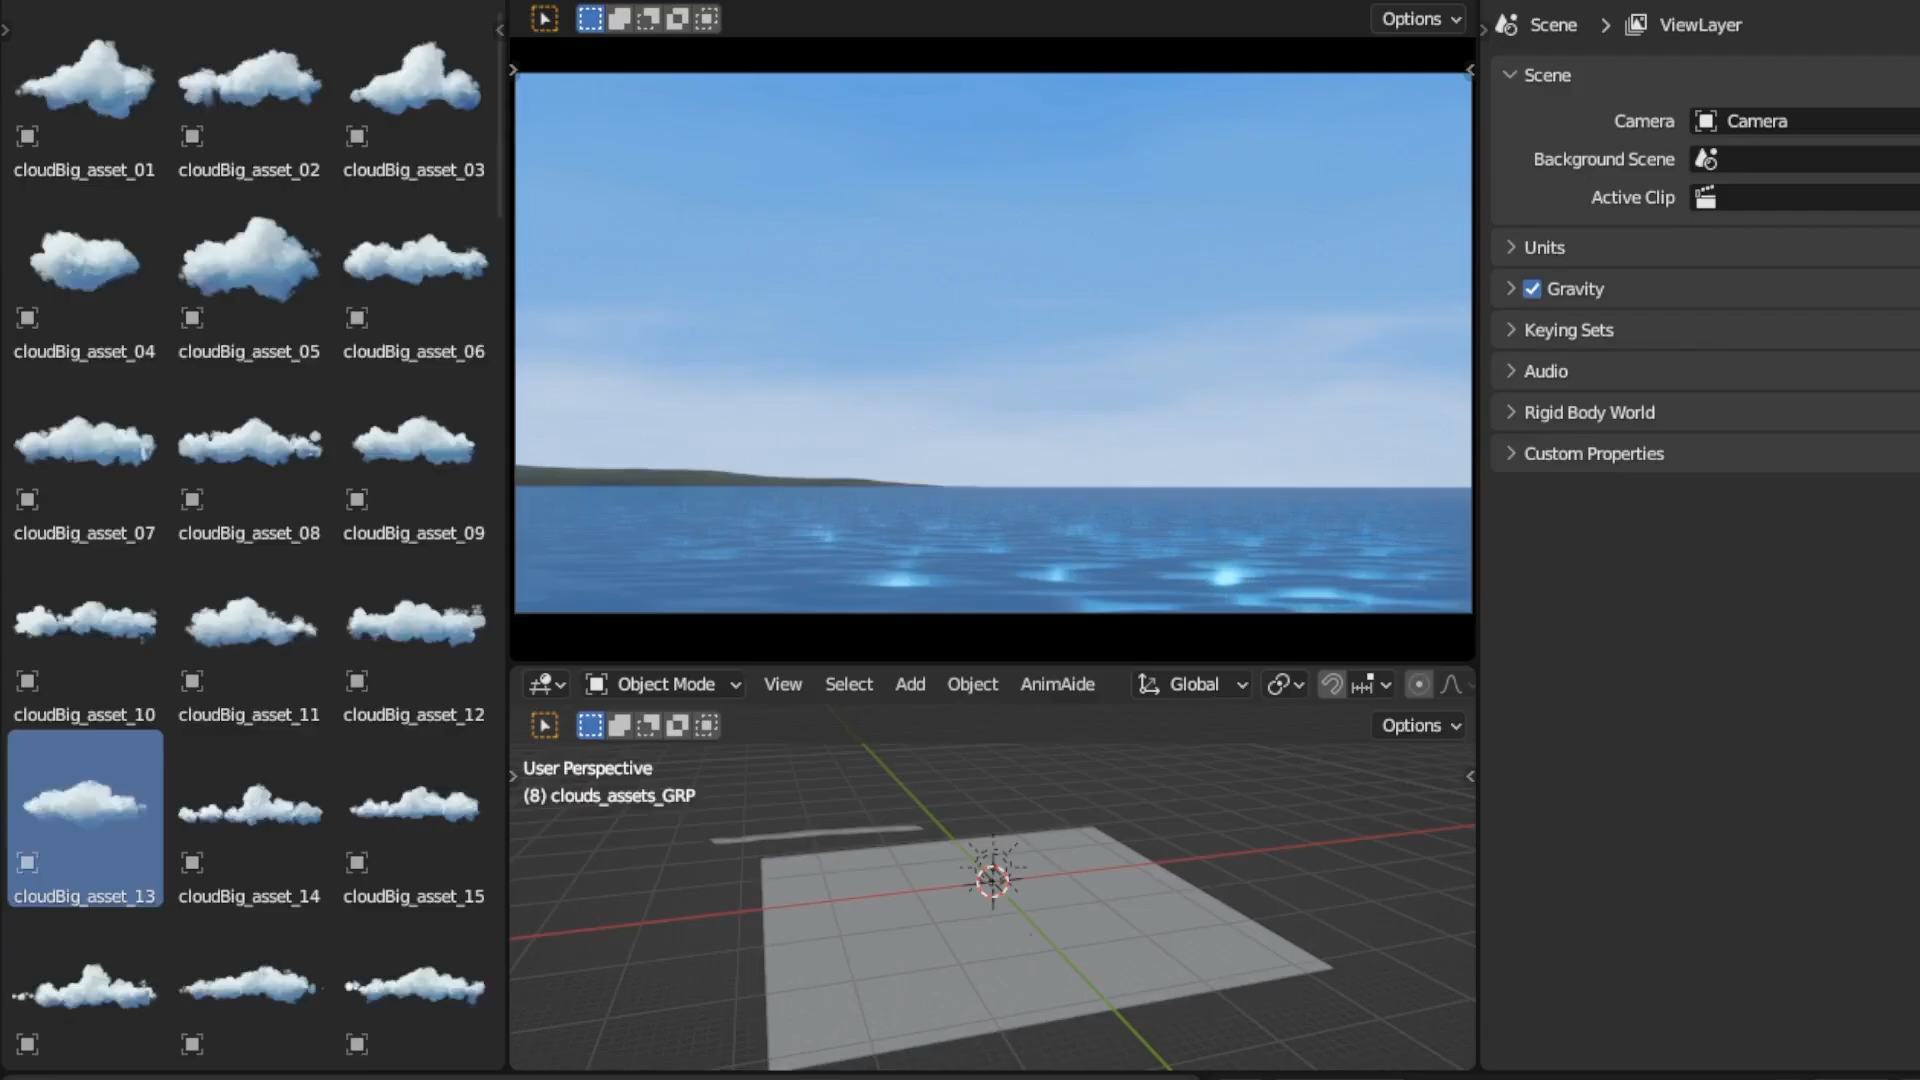 cloudBig_asset_01
cloudBig_asset_02
cloudBig_asset_03
cloudBig_asset_04
cloudBig_asset_05
cloudBig_asset_06
cloudBig_asset_07
cloudBig_asset_08
cloudBig_asset_09
cloudBig_asset_10
cloudBig_asset_11
cloudBig_asset_12
cloudBig_asset_13
cloudBig_asset_14
cloudBig_asset_15
Options
Object Mode
View
Select
Add
Object
AnimAide
Global
Options
User Perspective
(8) clouds_assets_GRP
Scene
ViewLayer
Scene
Camera
Camera
Background Scene
Active Clip
Units
Gravity
Keying Sets
Audio
Rigid Body World
Custom Properties